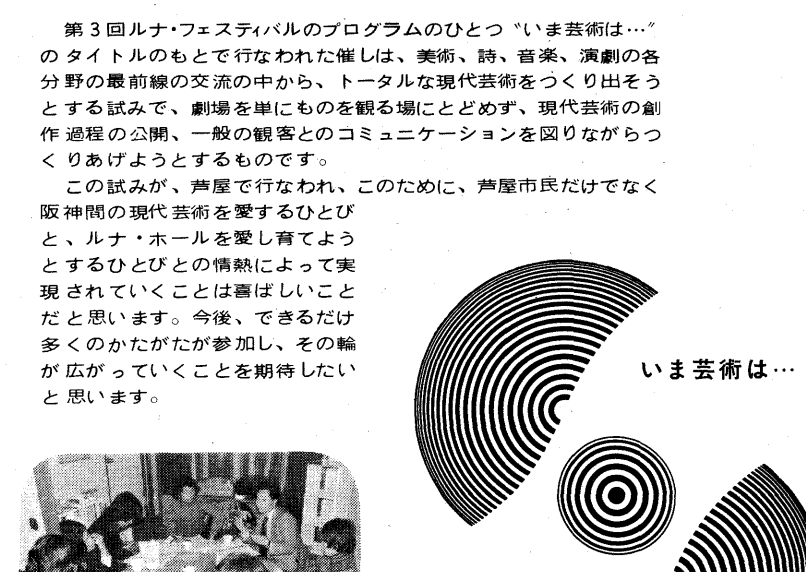 第3回ルナ・フェスティバルのプログラムのひとつ〝いま芸術は…〟
のタイトルのもとで行なわれた催しは、美術、詩、音楽、演劇の各
分野の最前線の交流の中から、トータルな現代芸術をつくり出そう
とする試みで、劇場を単にものを観る場にとどめず、現代芸術の創
作過程の公開、一般の観客とのコミュニケーションを図りながらつ
くりあげようとするものです。
この試みが、芦屋で行なわれ、このために、芦屋市民だけでなく
阪神間の現代芸術を愛するひとび
と、ルナ・ホールを愛し育てよう
とするひとびとの情熱によって実
現されていくことは喜ばしいこと
だと思います。今後、できるだけ
多くのかたがたが参加し、その輪
が広がっていくことを期待したい
と思います。
いま芸術は…